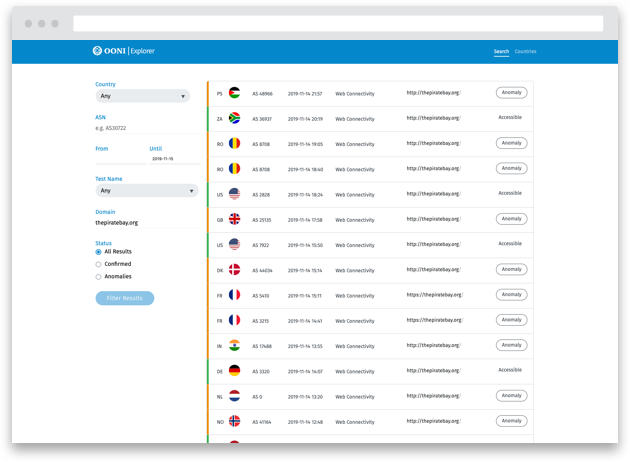 OONI Explorer
Search Countries
Country
Any
ASN
e.g. AS30722
From Until
2019-11-15
Test Name
Any
Domain
thepiratebay.org
Status
All Results
Confirmed
Anomalies
Filter Results
PS AS 48966 2019-11-14 21:57 Web Connectivity http://thepiratebay.org/ Anomaly
ZA AS 36937 2019-11-14 20:19 Web Connectivity http://thepiratebay.org/ Accessible
RO AS 8708 2019-11-14 19:05 Web Connectivity http://thepiratebay.org/ Anomaly
RO AS 8708 2019-11-14 18:40 Web Connectivity http://thepiratebay.org/ Anomaly
US AS 2828 2019-11-14 18:24 Web Connectivity http://thepiratebay.org/ Accessible
GB AS 25135 2019-11-14 17:58 Web Connectivity http://thepiratebay.org/ Anomaly
US AS 7922 2019-11-14 15:50 Web Connectivity http://thepiratebay.org/ Accessible
DK AS 44034 2019-11-14 15:14 Web Connectivity http://thepiratebay.org/ Anomaly
FR AS 5410 2019-11-14 15:11 Web Connectivity https://thepiratebay.org/ Anomaly
FR AS 3215 2019-11-14 14:41 Web Connectivity https://thepiratebay.org/ Anomaly
IN AS 17488 2019-11-14 13:55 Web Connectivity http://thepiratebay.org/ Anomaly
DE AS 3320 2019-11-14 14:07 Web Connectivity http://thepiratebay.org/ Accessible
NL AS 0 2019-11-14 13:20 Web Connectivity http://thepiratebay.org/ Anomaly
NO AS 41164 2019-11-14 12:48 Web Connectivity http://thepiratebay.org/ Anomaly